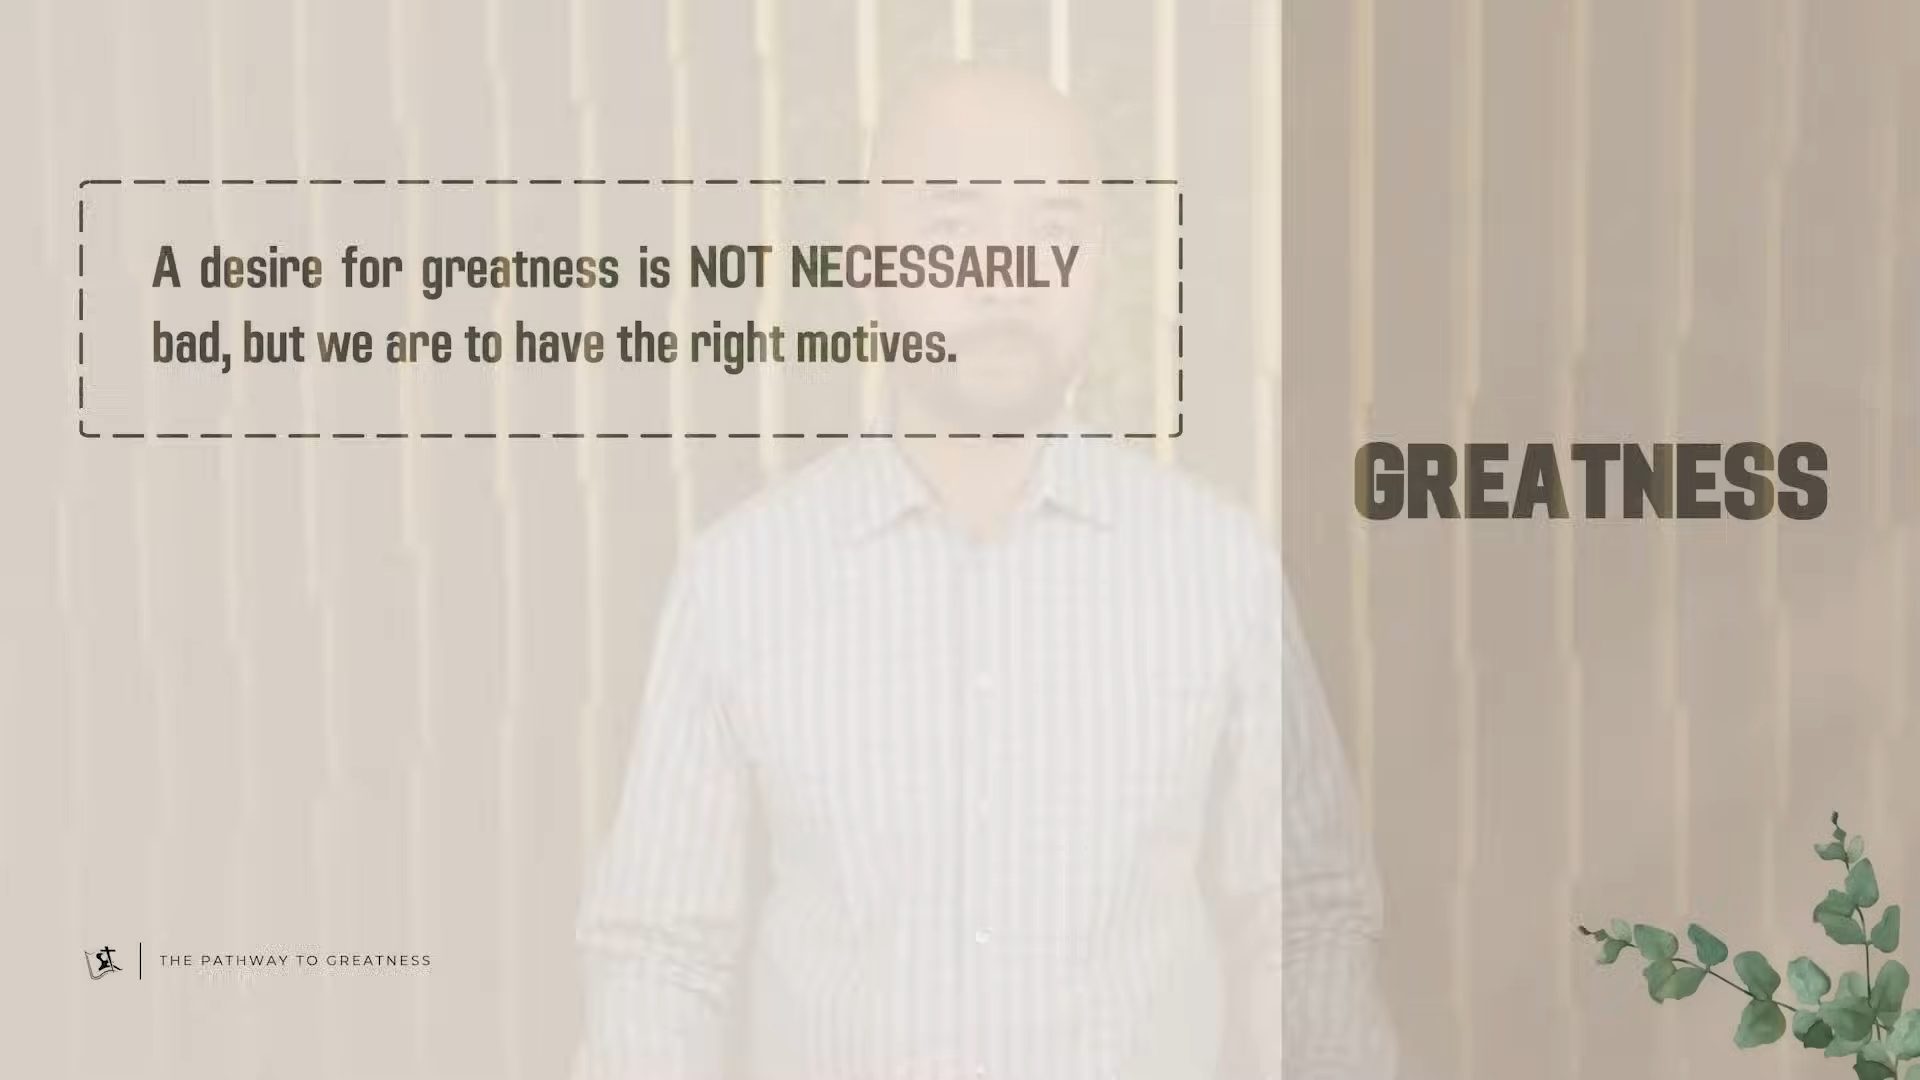 A desire for greatness is NOT NECESSARILY
bad, but we are to have the right motives.
GREATNESS
THE PATHWAY TO GREATNESS